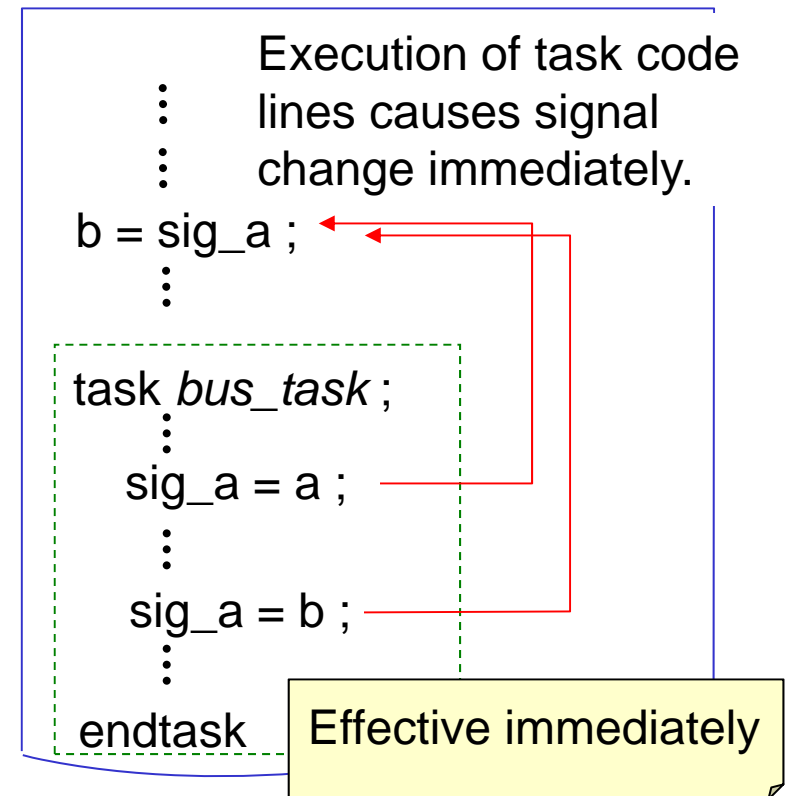 Execution of task code
lines causes signal
change immediately.
b = sig_a ;
task bus_task ;
sig_a = a ;
sig_a = b ;
endtask
Effective immediately